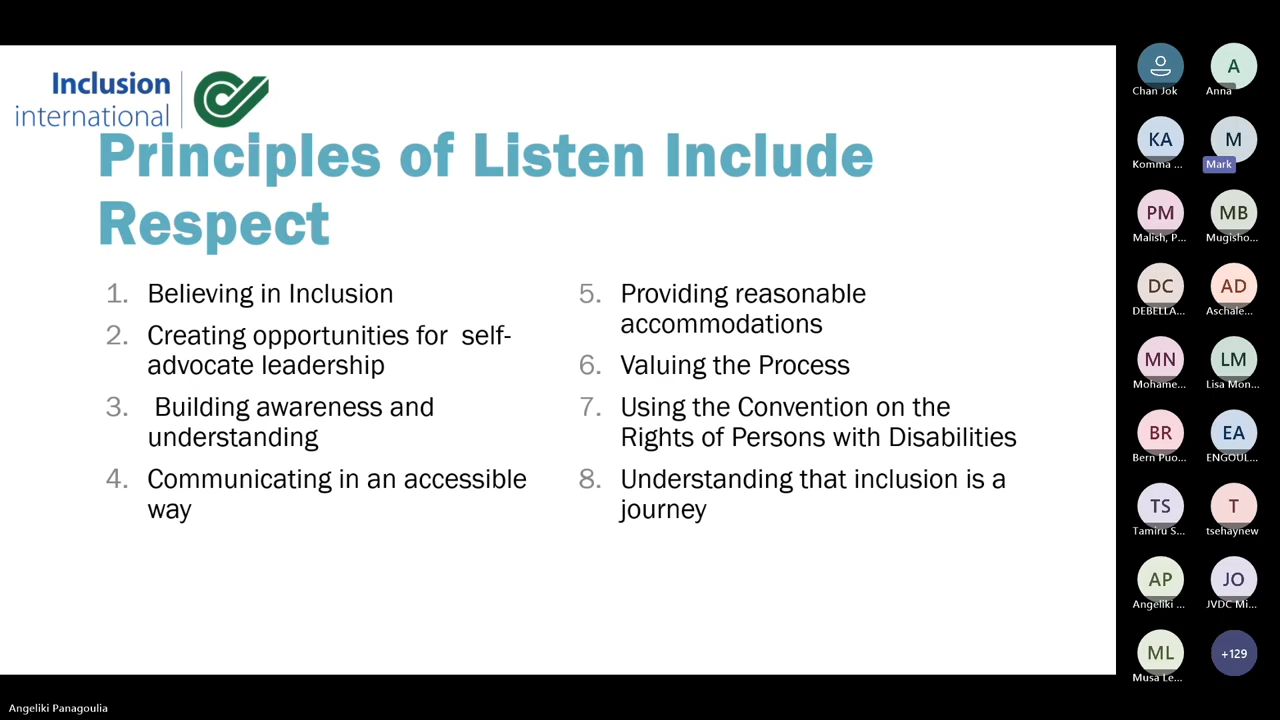 Inclusion
international
Principles of Listen Include
Respect
1. Believing in Inclusion
2. Creating opportunities for self-
advocate leadership
3. Building awareness and
understanding
4. Communicating in an accessible
way
5. Providing reasonable
accommodations
6. Valuing the Process
7. Using the Convention on the
Rights of Persons with Disabilities
8. Understanding that inclusion is a
journey
Chan Jok
A
Anna
KA
Komma ...
M
Mark
PM
Malish, P...
MB
Mugisho...
DC
DEBELLA...
AD
Aschale...
MN
Mohame...
LM
Lisa Mon...
BR
Bern Puo...
EA
ENGOUL...
TS
Tamiru S...
T
tsehaynew
AP
Angeliki ...
JO
JVDC Mi...
ML
Musa Le...
+129
Angeliki Panagoulia